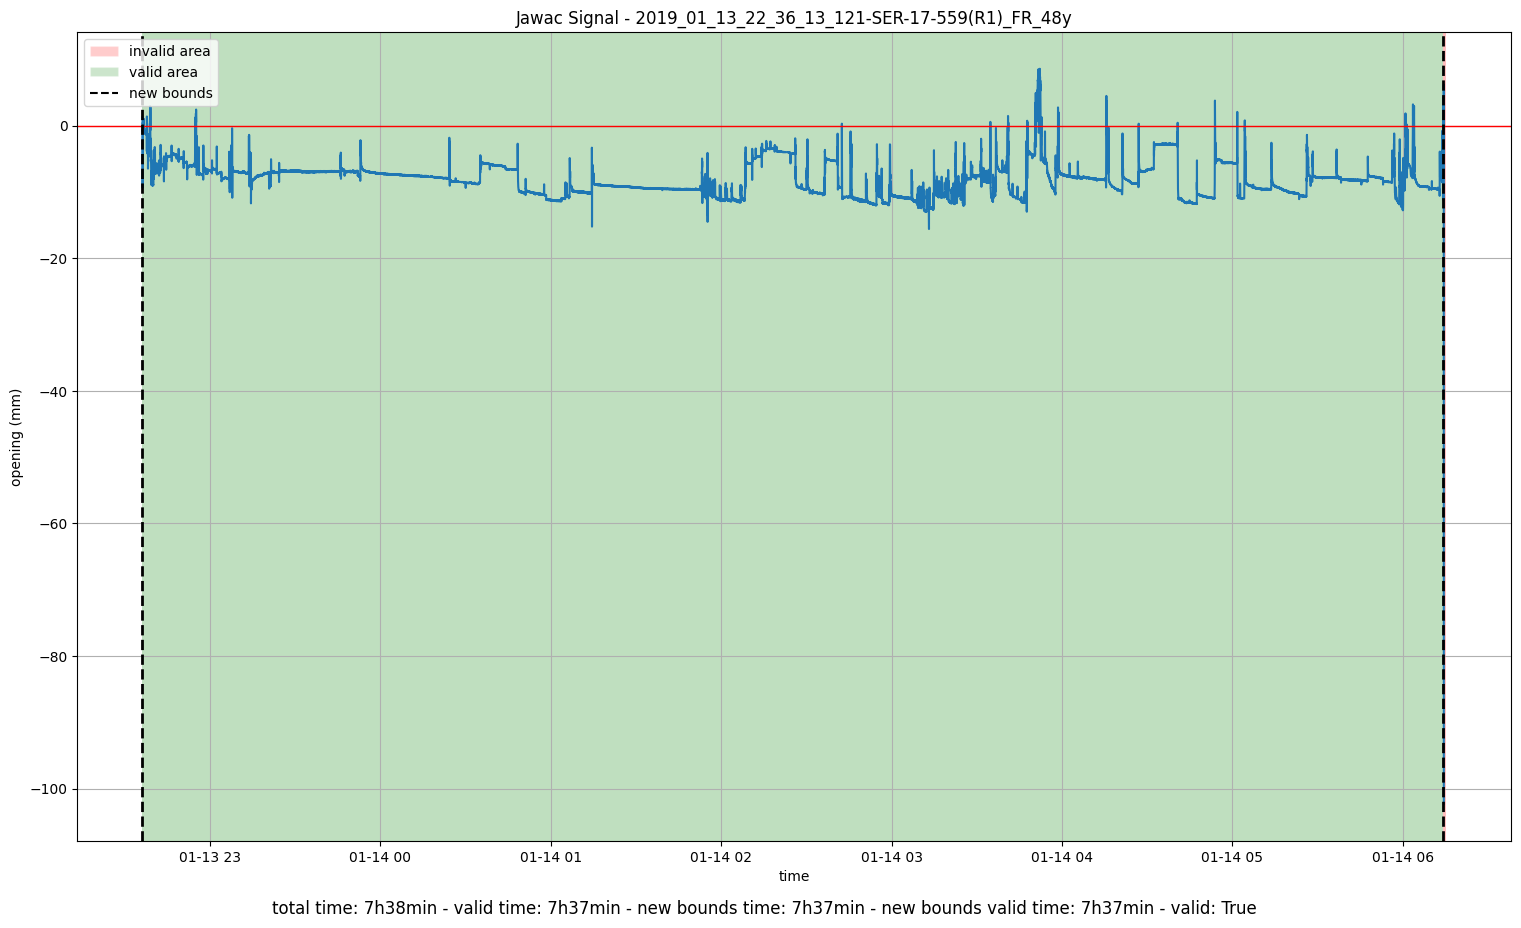 Jawac Signal - 2019_01_13_22_36_13_121-SER-17-559(R1)_FR_48y
invalid area
valid area
new bounds
0
−20
−40
−60
−80
−100
opening (mm)
01-13 23
01-14 00
01-14 01
01-14 02
01-14 03
01-14 04
01-14 05
01-14 06
time
total time: 7h38min - valid time: 7h37min - new bounds time: 7h37min - new bounds valid time: 7h37min - valid: True